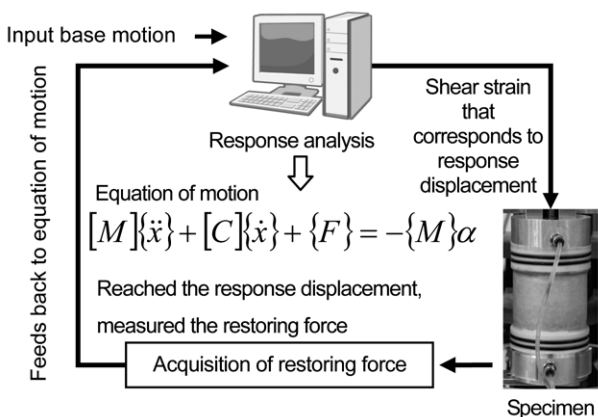 Input base motion
Feeds back to equation of motion
Response analysis
Shear strain
that
corresponds to
response
displacement
Equation of motion
[M]{ẍ}+[C]{ẋ}+{F}=-{M}α
Reached the response displacement,
measured the restoring force
Acquisition of restoring force
Specimen